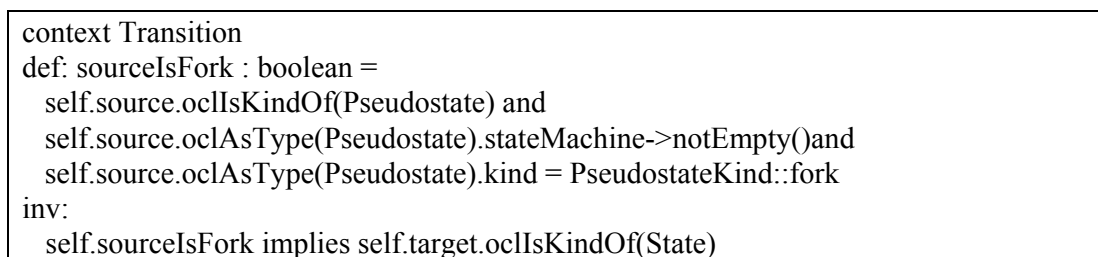 context Transition
def: sourceIsFork : boolean =
self.source.oclIsKindOf(Pseudostate) and
self.source.oclAsType(Pseudostate).stateMachine->notEmpty()and
self.source.oclAsType(Pseudostate).kind = PseudostateKind::fork
inv:
self.sourceIsFork implies self.target.oclIsKindOf(State)